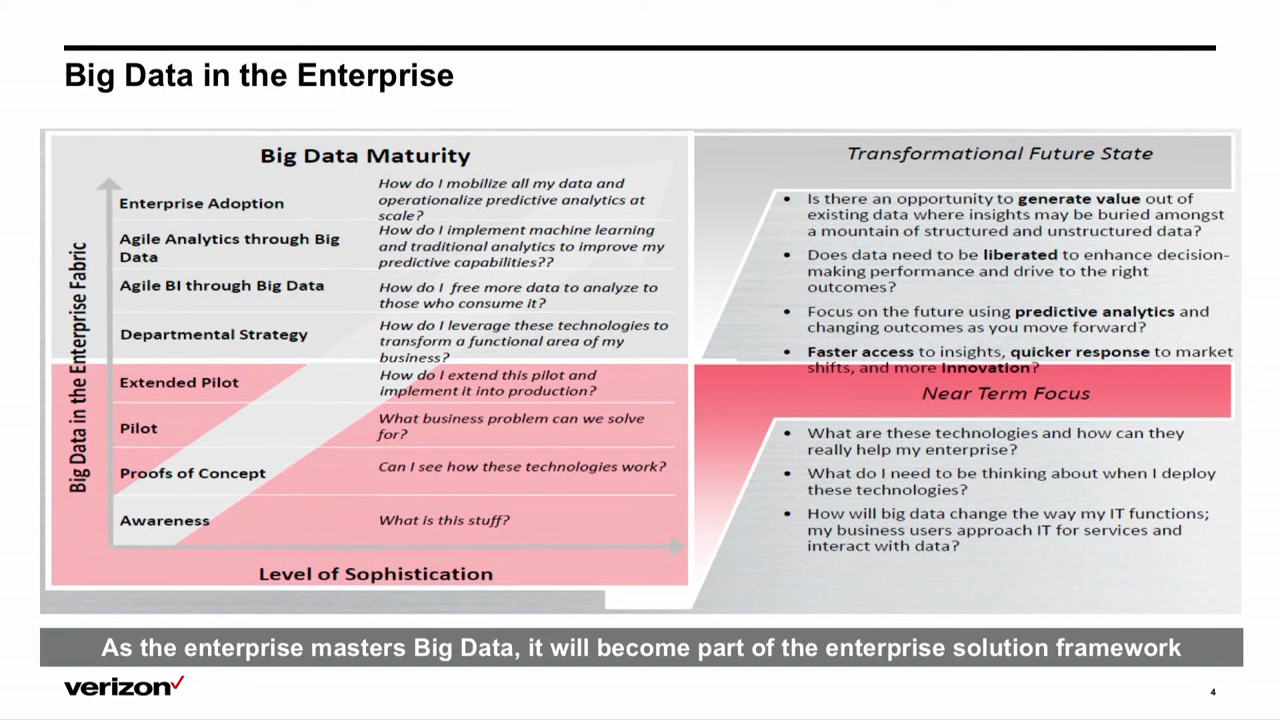 Big Data in the Enterprise
Big Data Maturity
Big Data in the Enterprise Fabric
Enterprise Adoption
How do I mobilize all my data and
operationalize predictive analytics at
scale?
Agile Analytics through Big
Data
How do I implement machine learning
and traditional analytics to improve my
predictive capabilities??
Agile BI through Big Data
How do I free more data to analyze to
those who consume it?
Departmental Strategy
How do I leverage these technologies to
transform a functional area of my
business?
Extended Pilot
How do I extend this pilot and
implement it into production?
Pilot
What business problem can we solve
for?
Proofs of Concept
Can I see how these technologies work?
Awareness
What is this stuff?
Level of Sophistication
Transformational Future State
• Is there an opportunity to generate value out of
existing data where insights may be buried amongst
a mountain of structured and unstructured data?
• Does data need to be liberated to enhance decision-
making performance and drive to the right
outcomes?
• Focus on the future using predictive analytics and
changing outcomes as you move forward?
• Faster access to insights, quicker response to market
shifts, and more Innovation?
Near Term Focus
• What are these technologies and how can they
really help my enterprise?
• What do I need to be thinking about when I deploy
these technologies?
• How will big data change the way my IT functions;
my business users approach IT for services and
interact with data?
As the enterprise masters Big Data, it will become part of the enterprise solution framework
verizon
4